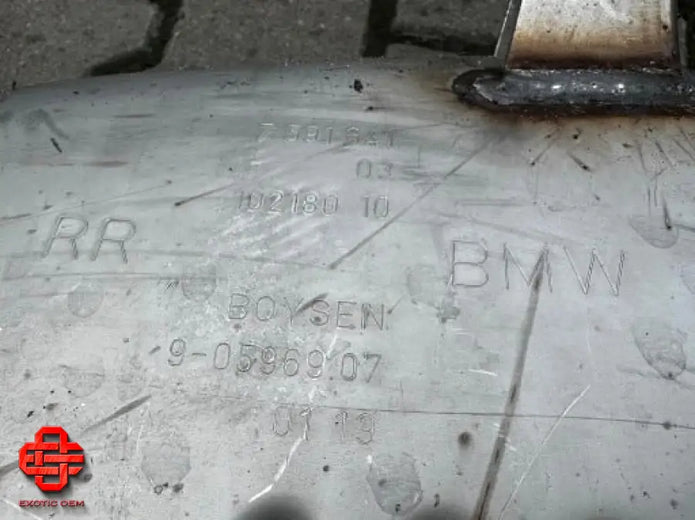 03
102180 10
RR
BMW
BOYSEN
9-05969.07
01 19
EXOTIC OEM